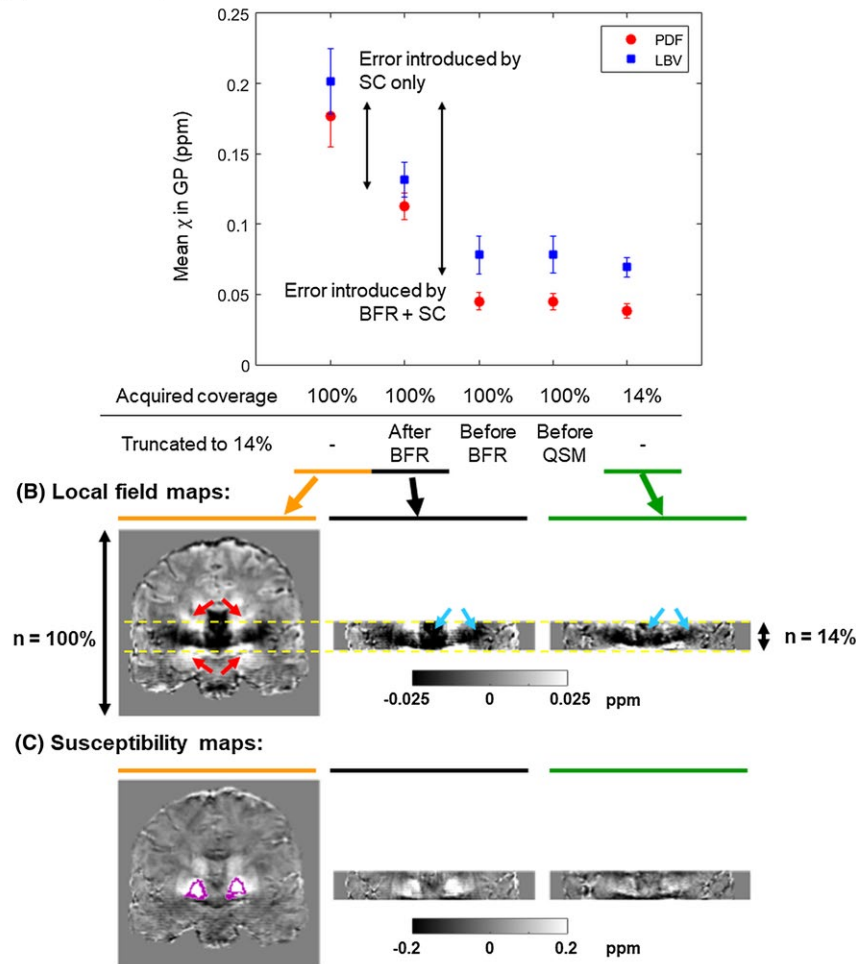 0.25
0.2
0.15
0.1
0.05
0
Mean χ in GP (ppm)
PDF
LBV
Error introduced by
SC only
Error introduced by
BFR + SC
Acquired coverage 100% 100% 100% 100% 14%
Truncated to 14% - After BFR Before BFR Before QSM -
(B) Local field maps:
n = 100%
n = 14%
-0.025 0 0.025 ppm
(C) Susceptibility maps:
-0.2 0 0.2 ppm